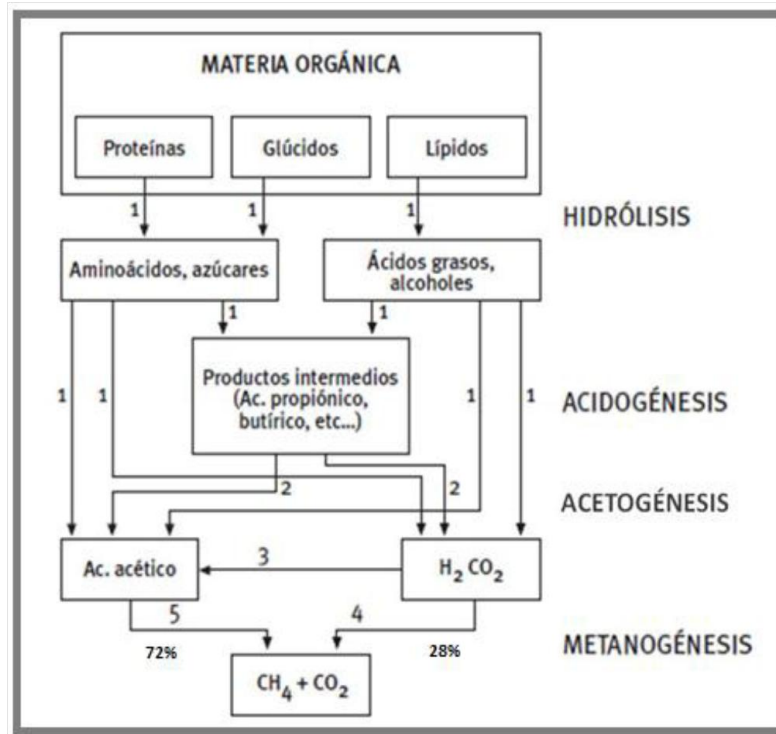 MATERIA ORGÁNICA
Proteínas
Glúcidos
Lípidos
1
1
1
HIDRÓLISIS
Aminoácidos, azúcares
Ácidos grasos,
alcoholes
1
1
Productos intermedios
(Ac. propiónico,
butírico, etc...)
1
1
1
1
ACIDOGÉNESIS
2
2
ACETOGÉNESIS
Ac. acético
3
H2 CO2
5
4
72%
28%
METANOGÉNESIS
CH4 + CO2